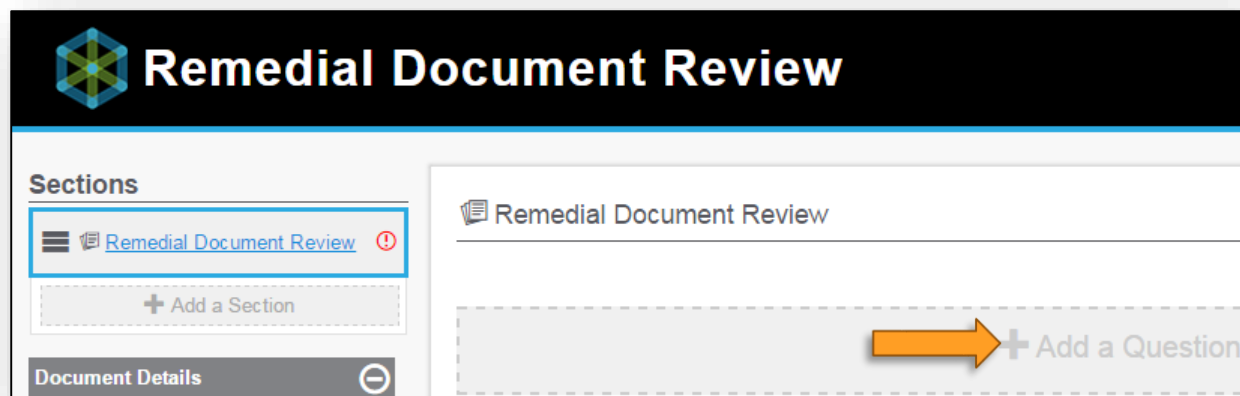 Remedial Document Review
Sections
Remedial Document Review
Add a Section
Document Details
Remedial Document Review
Add a Question